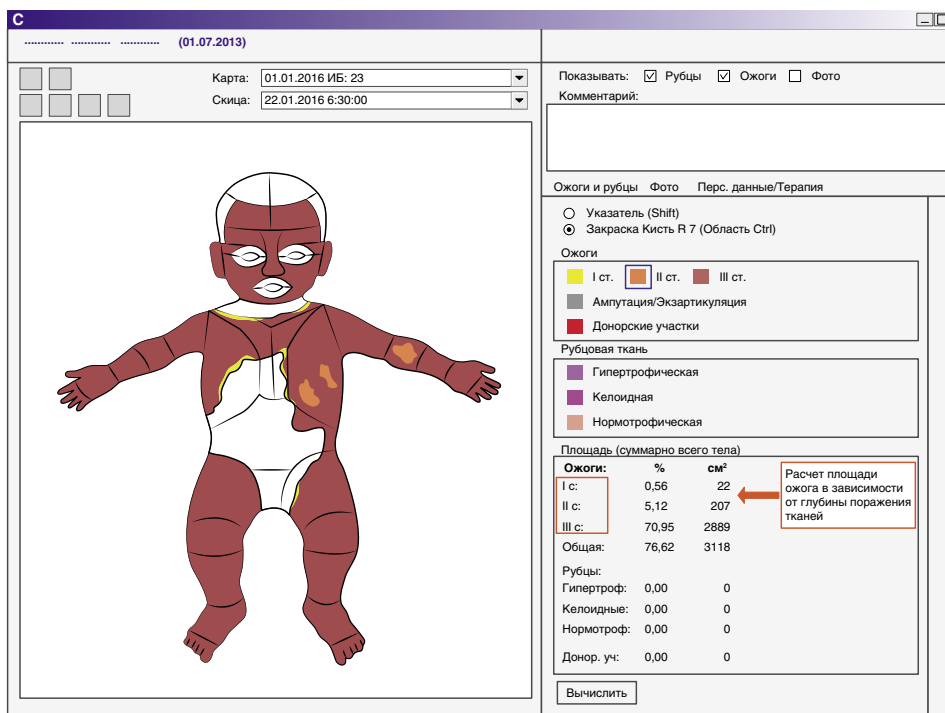 C
(01.07.2013)
Карта: 01.01.2016 ИБ: 23
Скица: 22.01.2016 6:30:00
Показывать: Рубцы Ожоги Фото
Комментарий:
Ожоги и рубцы Фото Перс. данные/Терапия
Указатель (Shift)
Закраска Кисть R 7 (Область Ctrl)
Ожоги
I ст. II ст. III ст.
Ампутация/Экзартикуляция
Донорские участки
Рубцовая ткань
Гипертрофическая
Келоидная
Нормотрофическая
Площадь (суммарно всего тела)
Ожоги: % см²
I с: 0,56 22
II с: 5,12 207
III с: 70,95 2889
Общая: 76,62 3118
Расчет площади
ожога в зависимости
от глубины поражения
тканей
Рубцы:
Гипертроф: 0,00 0
Келоидные: 0,00 0
Нормотроф: 0,00 0
Донор. уч: 0,00 0
Вычислить